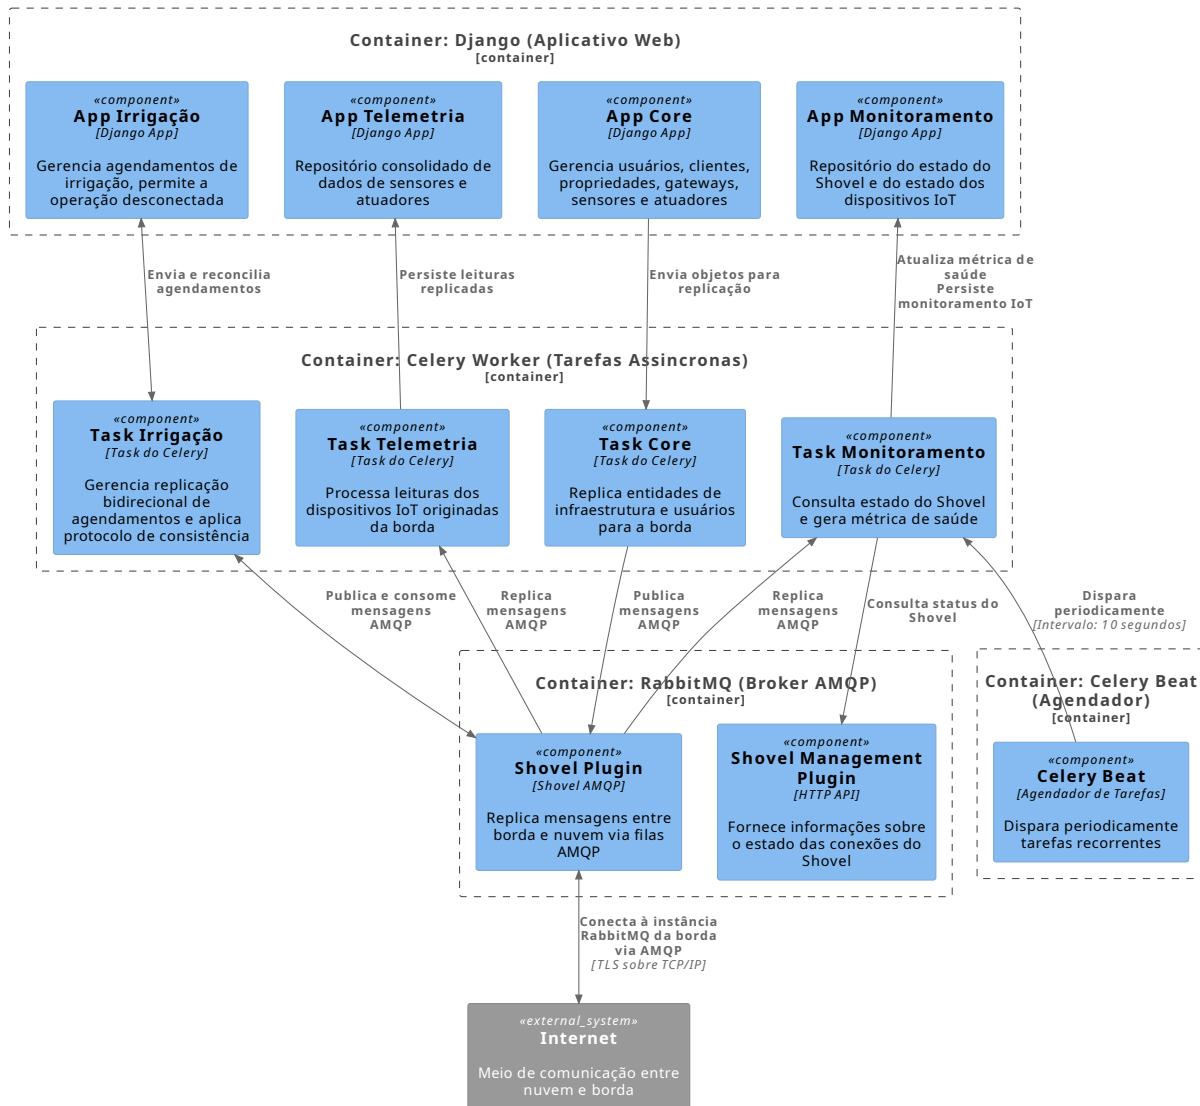 Container: Django (Aplicativo Web)
[container]
«component»
App Irrigação
[Django App]
Gerencia agendamentos de
irrigação, permite a
operação desconectada
«component»
App Telemetria
[Django App]
Repositório consolidado de
dados de sensores e
atuadores
«component»
App Core
[Django App]
Gerencia usuários, clientes,
propriedades, gateways,
sensores e atuadores
«component»
App Monitoramento
[Django App]
Repositório do estado do
Shovel e do estado dos
dispositivos IoT
Envia e reconcilia
agendamentos
Persiste leituras
replicadas
Envia objetos para
replicação
Atualiza métrica de
saúde
Persiste
monitoramento IoT
Container: Celery Worker (Tarefas Assincronas)
[container]
«component»
Task Irrigação
[Task do Celery]
Gerencia replicação
bidirecional de
agendamentos e aplica
protocolo de consistência
«component»
Task Telemetria
[Task do Celery]
Processa leituras dos
dispositivos IoT originadas
da borda
«component»
Task Core
[Task do Celery]
Replica entidades de
infraestrutura e usuários
para a borda
«component»
Task Monitoramento
[Task do Celery]
Consulta estado do Shovel
e gera métrica de saúde
Publica e consome
mensagens
AMQP
Replica
mensagens
AMQP
Publica
mensagens
AMQP
Replica
mensagens
AMQP
Consulta status do
Shovel
Dispara
periodicamente
[Intervalo: 10 segundos]
Container: RabbitMQ (Broker AMQP)
[container]
«component»
Shovel Plugin
[Shovel AMQP]
Replica mensagens entre
borda e nuvem via filas
AMQP
«component»
Shovel Management
Plugin
[HTTP API]
Fornece informações sobre
o estado das conexões do
Shovel
Container: Celery Beat
(Agendador)
[container]
«component»
Celery Beat
[Agendador de Tarefas]
Dispara periodicamente
tarefas recorrentes
Conecta à instância
RabbitMQ da borda
via AMQP
[TLS sobre TCP/IP]
«external_system»
Internet
Meio de comunicação entre
nuvem e borda